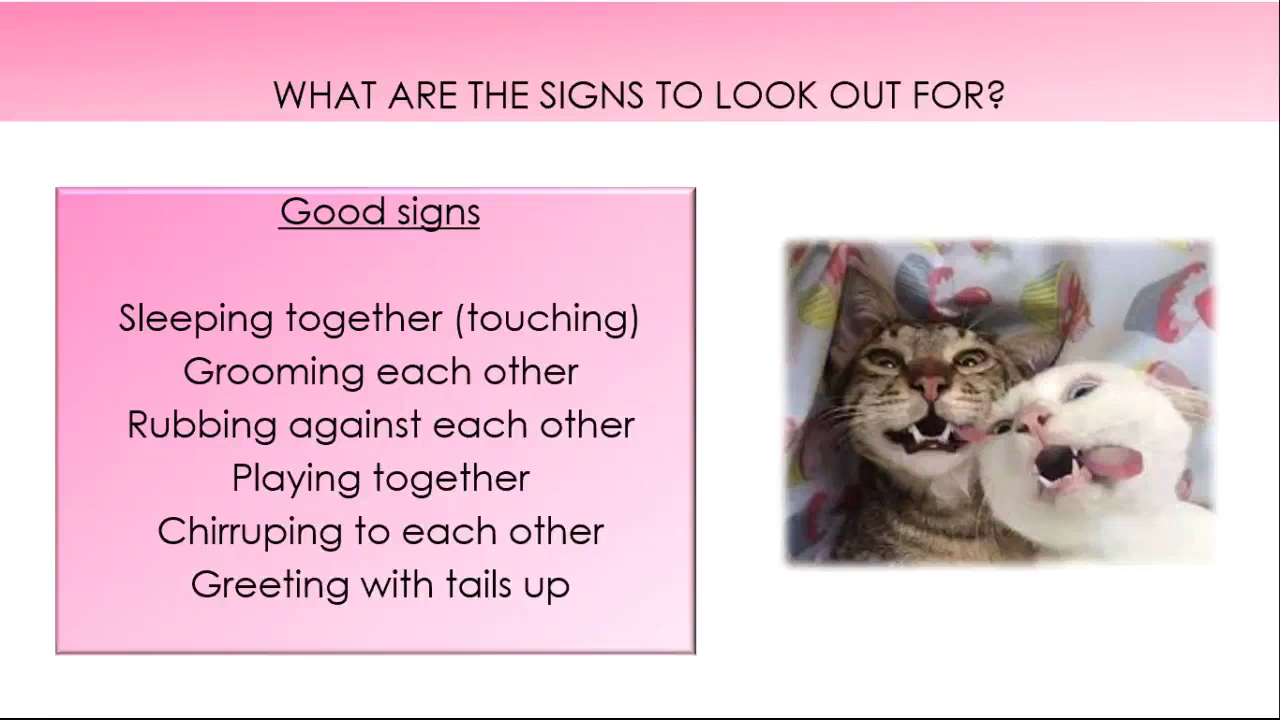 WHAT ARE THE SIGNS TO LOOK OUT FOR?
Good signs
Sleeping together (touching)
Grooming each other
Rubbing against each other
Playing together
Chirruping to each other
Greeting with tails up